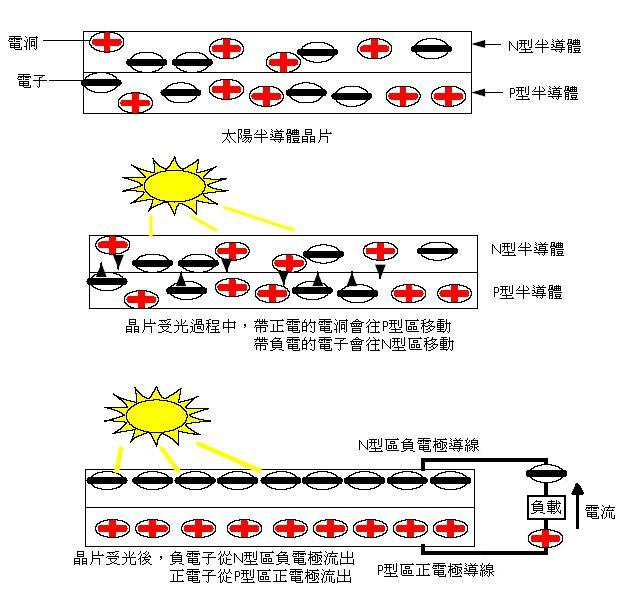 電洞
N型半導體
電子
P型半導體
太陽半導體晶片
N型半導體
P型半導體
晶片受光過程中，帶正電的電洞會往P型區移動
帶負電的電子會往N型區移動
N型區負電極導線
負載
電流
晶片受光後，負電子從N型區負電極流出
正電子從P型區正電極流出
P型區正電極導線